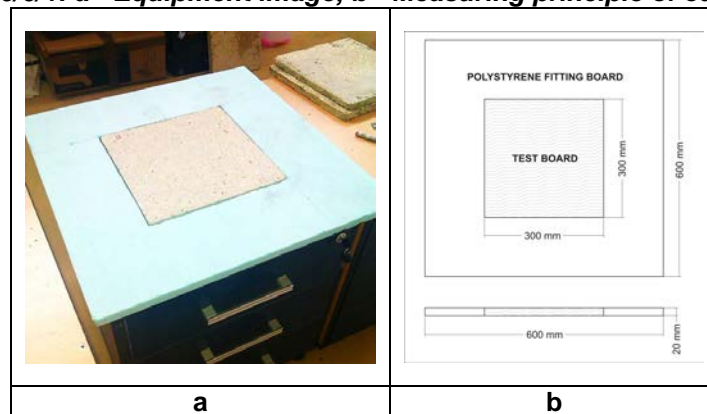 a - Equipment image; b - Measuring principle of
POLYSTYRENE FITTING BOARD
TEST BOARD
300 mm
600 mm
300 mm
600 mm
20 mm
a
b